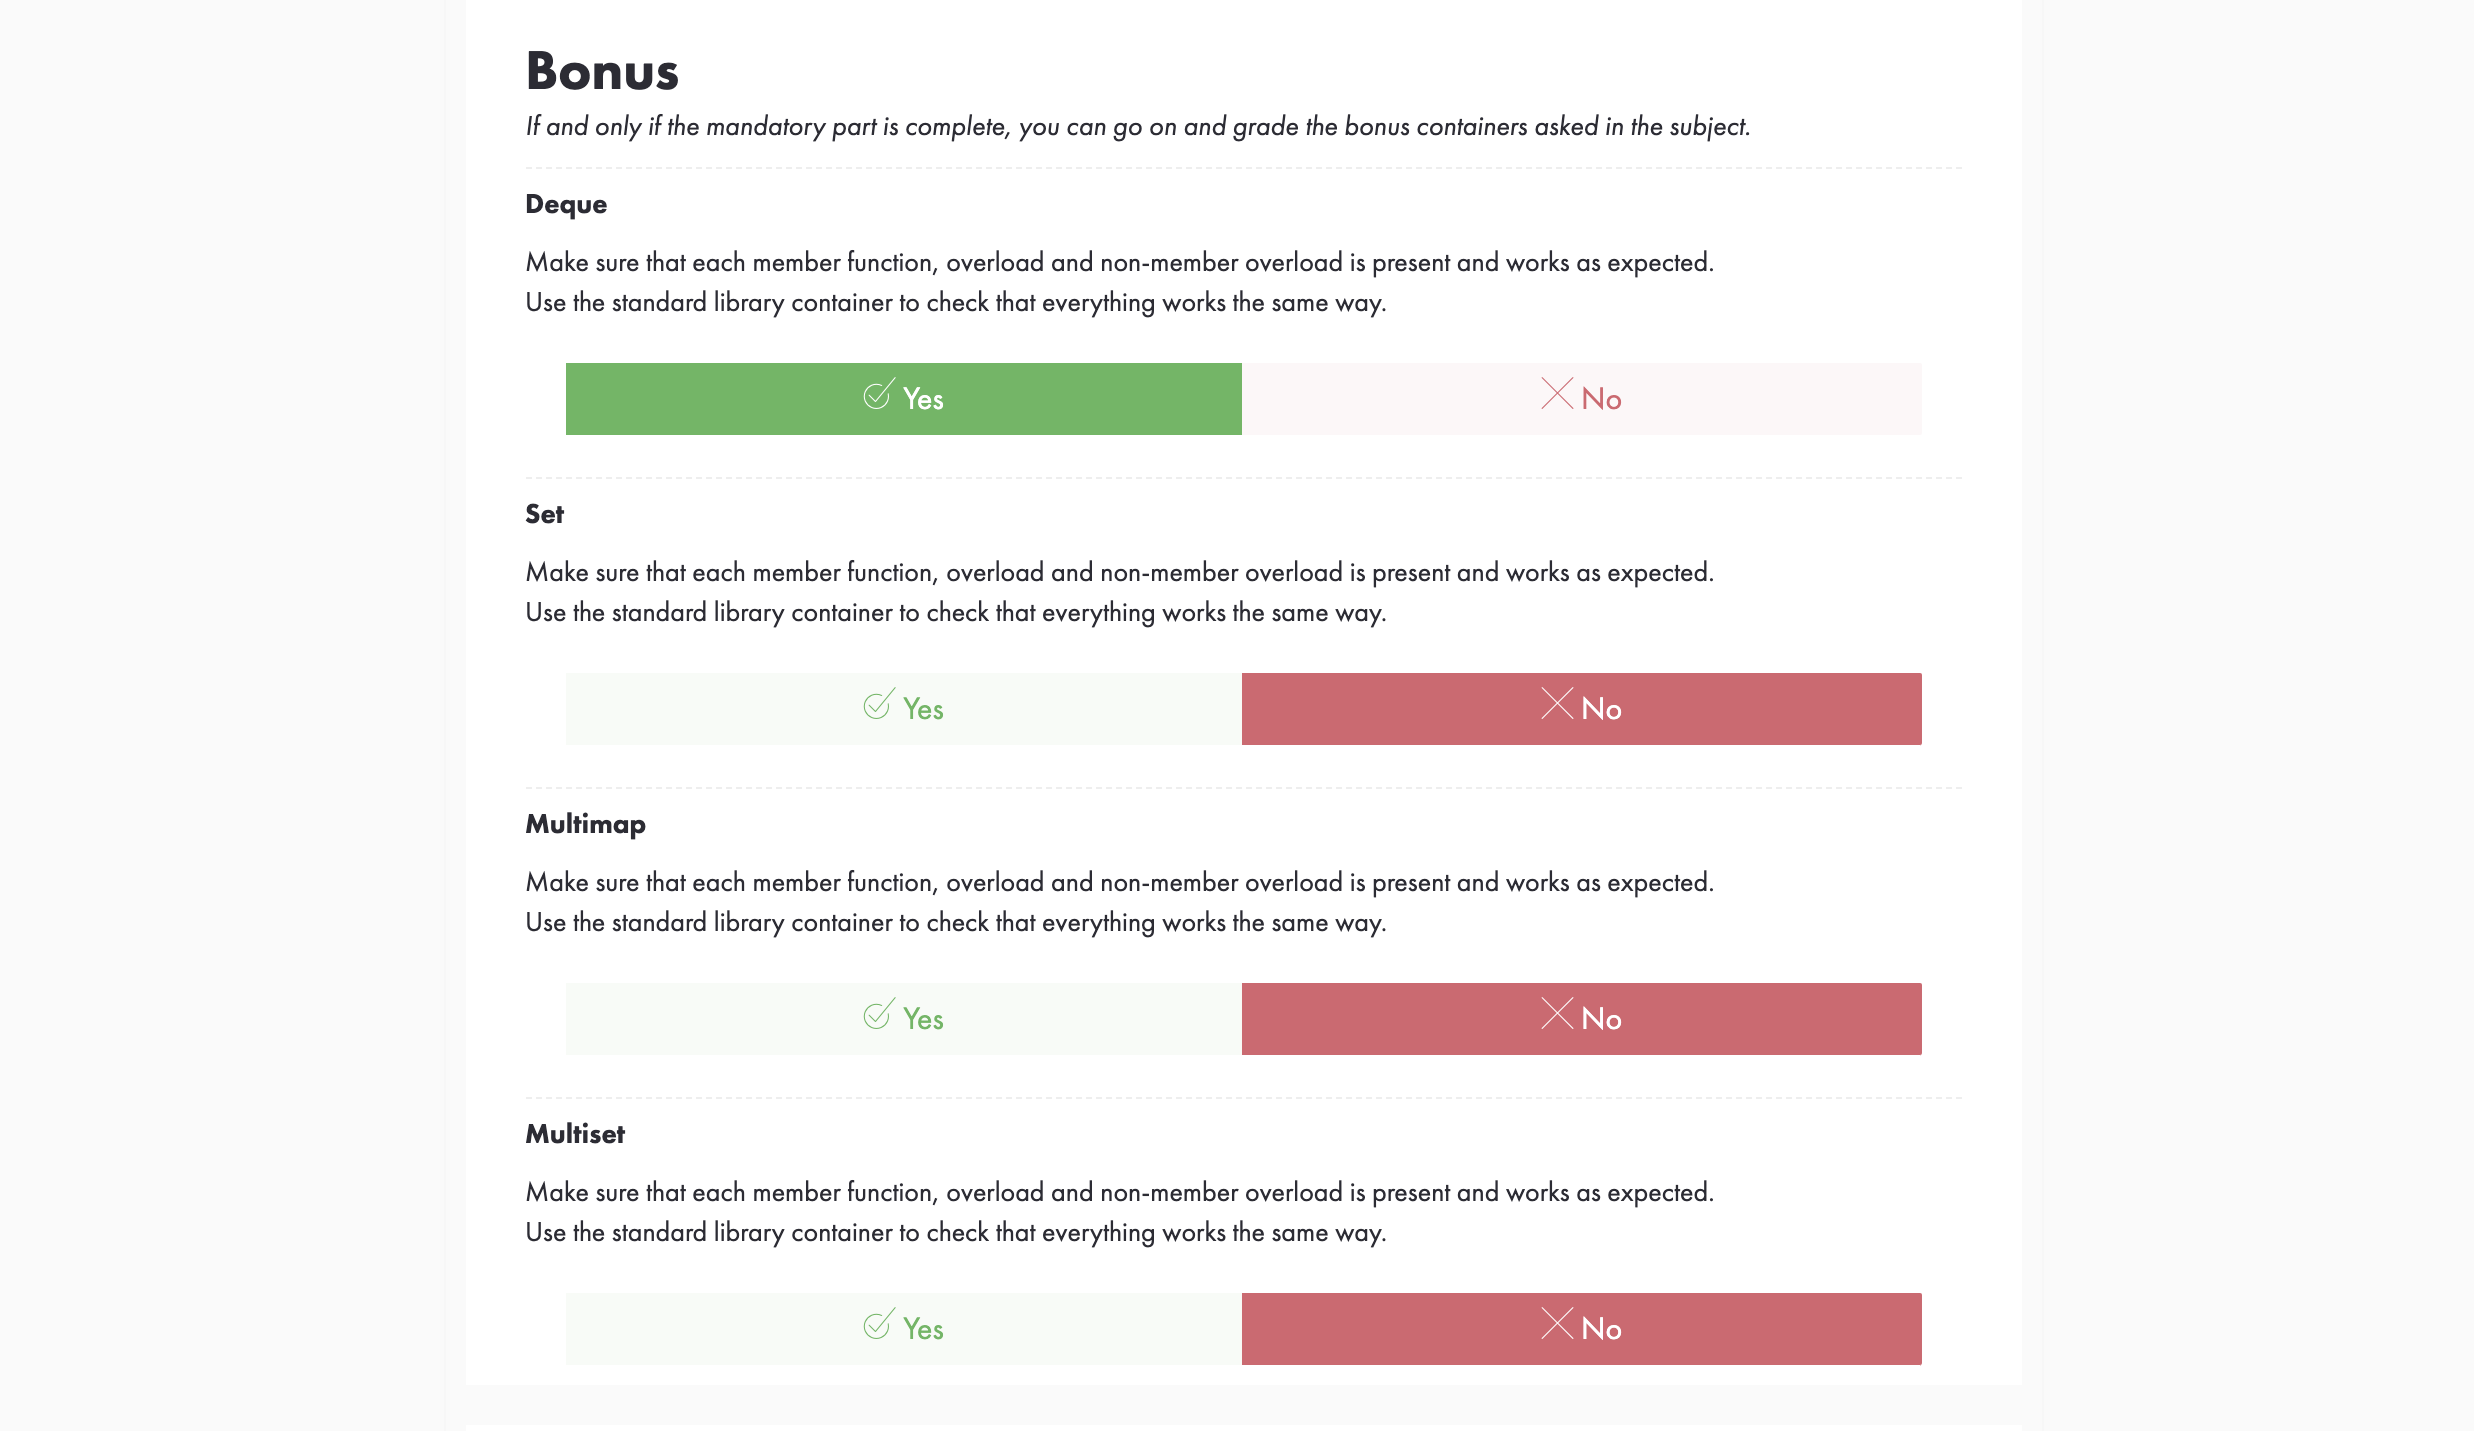 Bonus
If and only if the mandatory part is complete, you can go on and grade the bonus containers asked in the subject.
Deque
Make sure that each member function, overload and non-member overload is present and works as expected.
Use the standard library container to check that everything works the same way.
Yes No
Set
Make sure that each member function, overload and non-member overload is present and works as expected.
Use the standard library container to check that everything works the same way.
Yes No
Multimap
Make sure that each member function, overload and non-member overload is present and works as expected.
Use the standard library container to check that everything works the same way.
Yes No
Multiset
Make sure that each member function, overload and non-member overload is present and works as expected.
Use the standard library container to check that everything works the same way.
Yes No